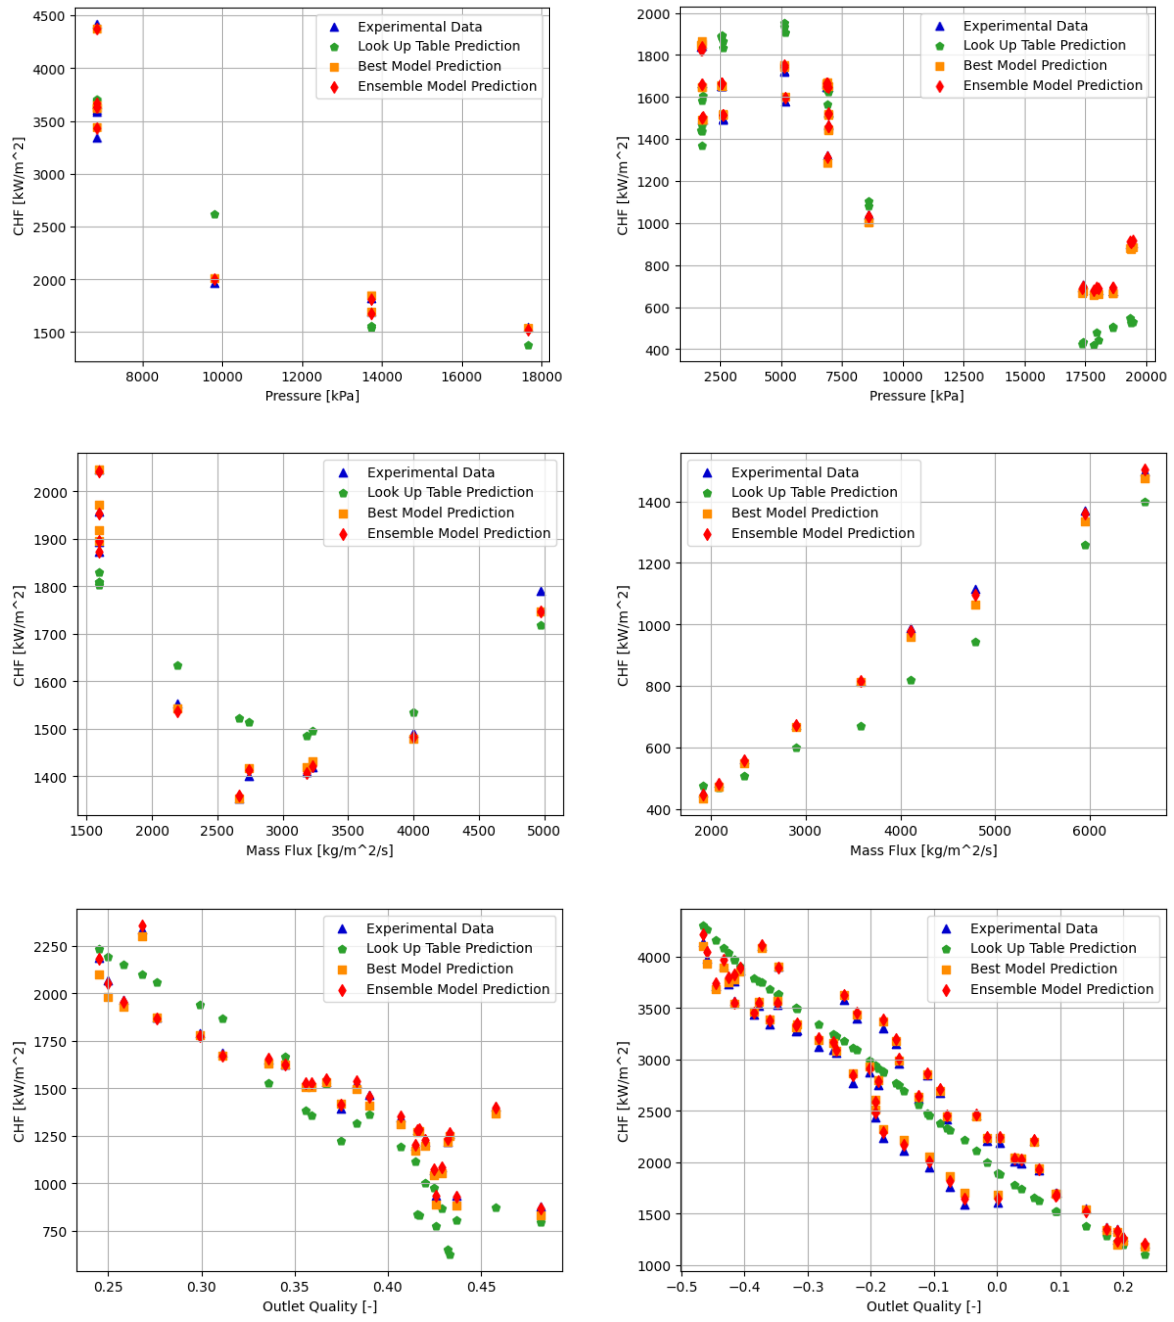 4500
4000
3500
3000
2500
2000
1500
CHF [kW/m^2]
Experimental Data
Look Up Table Prediction
Best Model Prediction
Ensemble Model Prediction
8000 10000 12000 14000 16000 18000
Pressure [kPa]
2000
1800
1600
1400
1200
1000
800
600
400
CHF [kW/m^2]
Experimental Data
Look Up Table Prediction
Best Model Prediction
Ensemble Model Prediction
2500 5000 7500 10000 12500 15000 17500 20000
Pressure [kPa]
2000
1900
1800
1700
1600
1500
1400
CHF [kW/m^2]
Experimental Data
Look Up Table Prediction
Best Model Prediction
Ensemble Model Prediction
1500 2000 2500 3000 3500 4000 4500 5000
Mass Flux [kg/m^2/s]
1400
1200
1000
800
600
400
CHF [kW/m^2]
Experimental Data
Look Up Table Prediction
Best Model Prediction
Ensemble Model Prediction
2000 3000 4000 5000 6000
Mass Flux [kg/m^2/s]
2250
2000
1750
1500
1250
1000
750
CHF [kW/m^2]
Experimental Data
Look Up Table Prediction
Best Model Prediction
Ensemble Model Prediction
0.25 0.30 0.35 0.40 0.45
Outlet Quality [-]
4000
3500
3000
2500
2000
1500
1000
CHF [kW/m^2]
Experimental Data
Look Up Table Prediction
Best Model Prediction
Ensemble Model Prediction
−0.5 −0.4 −0.3 −0.2 −0.1 0.0 0.1 0.2
Outlet Quality [-]